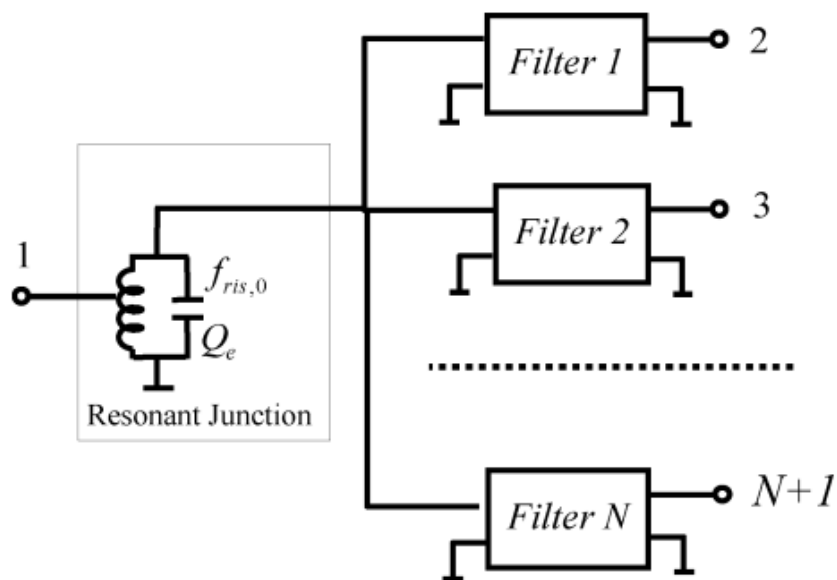 Filter 1
2
Filter 2
3
1
f_{ris,0}
Q_e
Resonant Junction
Filter N
N+1